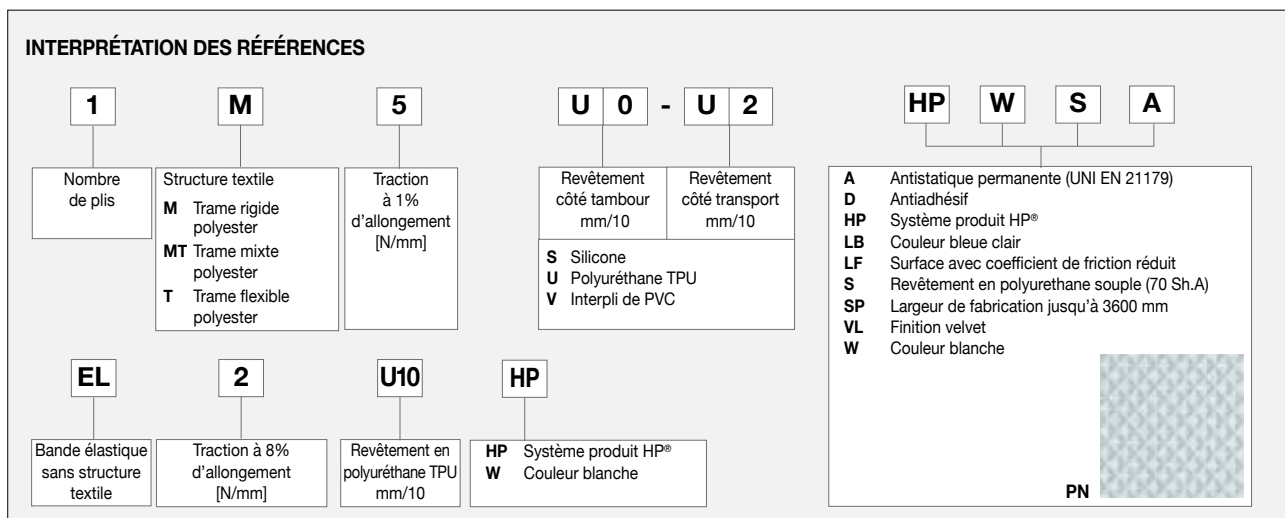 INTERPRÉTATION DES RÉFÉRENCES
1
M
5
U 0 - U 2
HP W S A
Nombre
de plis
Structure textile
M Trame rigide
polyester
MT Trame mixte
polyester
T Trame flexible
polyester
Traction
à 1%
d'allongement
[N/mm]
Revêtement
côté tambour
mm/10
Revêtement
côté transport
mm/10
S Silicone
U Polyuréthane TPU
V Interpli de PVC
A Antistatique permanente (UNI EN 21179)
D Antiadhésif
HP Système produit HP®
LB Couleur bleue clair
LF Surface avec coefficient de friction réduit
S Revêtement en polyurethane souple (70 Sh.A)
SP Largeur de fabrication jusqu'à 3600 mm
VL Finition velvet
W Couleur blanche
PN
EL
2
U10
HP
Bande élastique
sans structure
textile
Traction à 8%
d'allongement
[N/mm]
Revêtement en
polyuréthane TPU
mm/10
HP Système produit HP®
W Couleur blanche